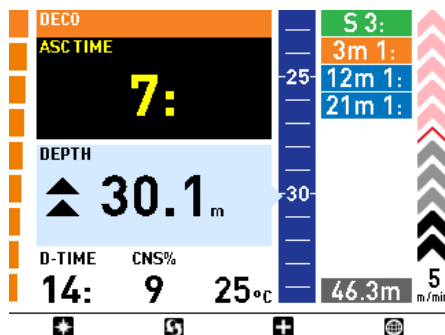 DECO
ASC TIME
7:
DEPTH
30.1 m
D-TIME CNS%
14: 9 25°C
25
30
S 3:
3m 1:
12m 1:
21m 1:
46.3m
5
m/min